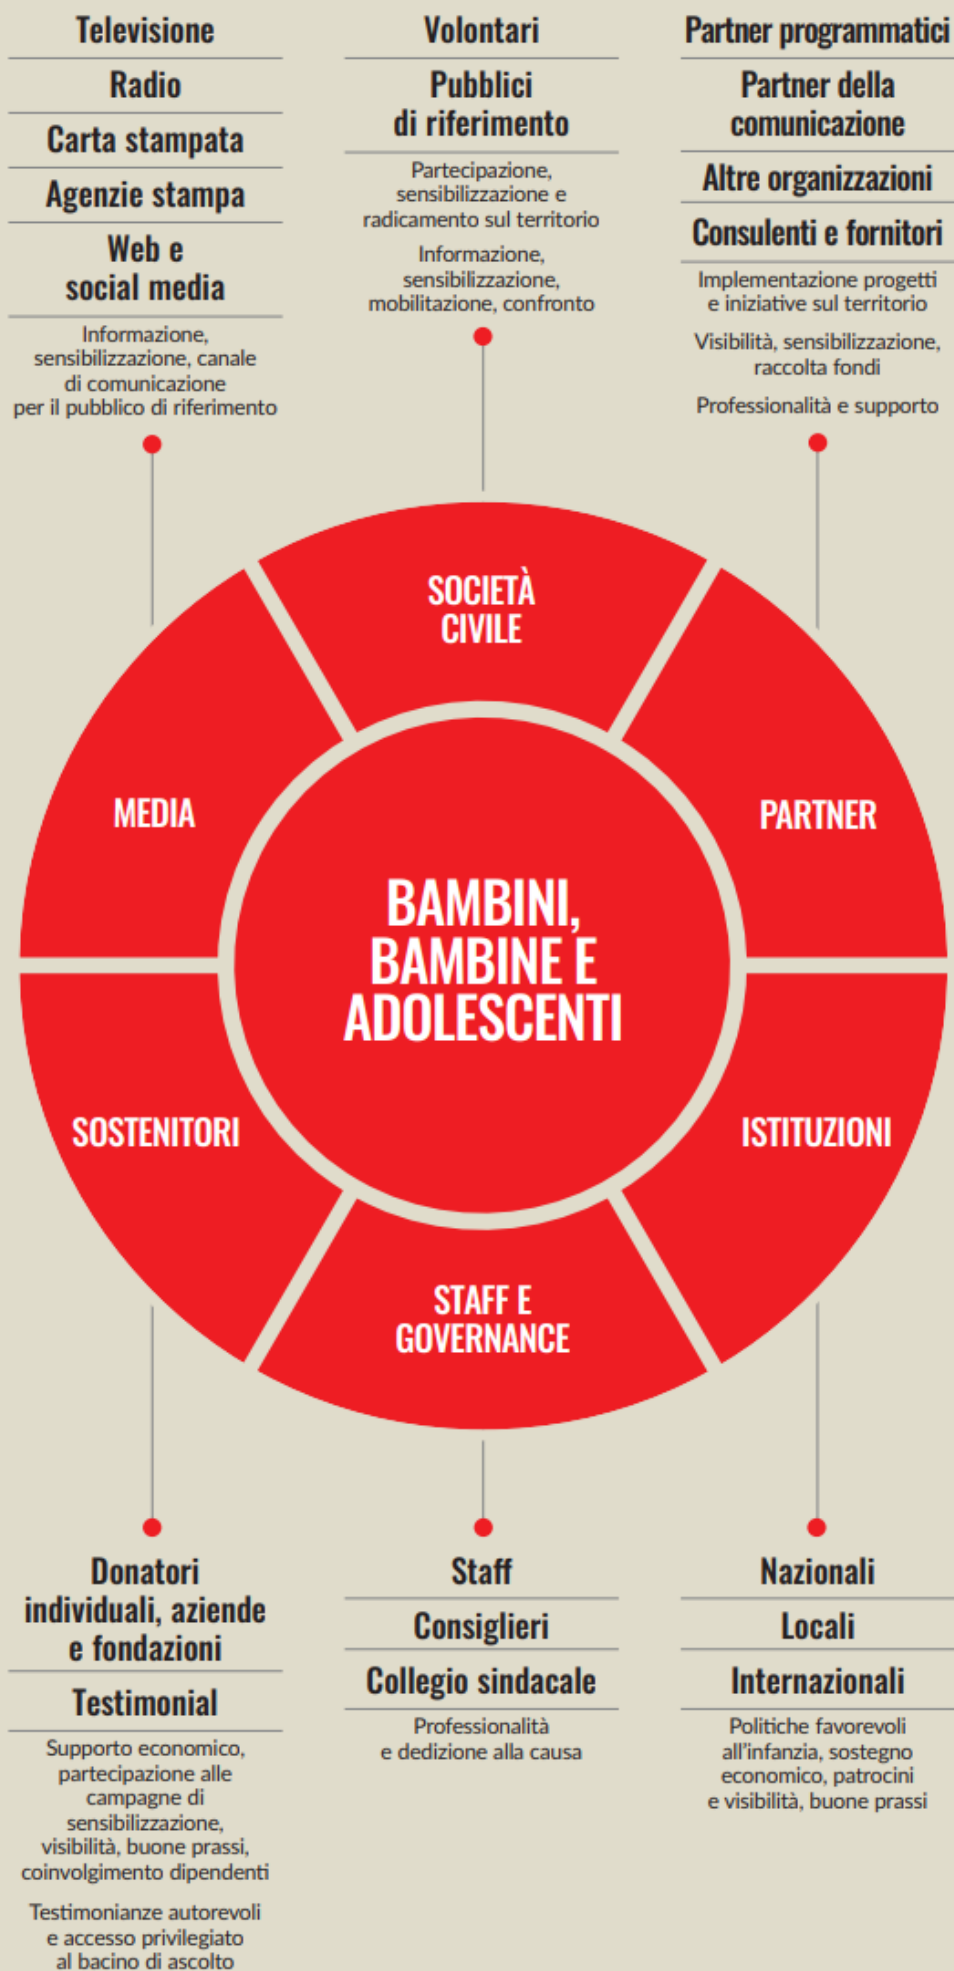 Televisione
Radio
Carta stampata
Agenzie stampa
Web e
social media
Informazione,
sensibilizzazione, canale
di comunicazione
per il pubblico di riferimento
Volontari
Pubblici
di riferimento
Partecipazione,
sensibilizzazione e
radicamento sul territorio
Informazione,
sensibilizzazione,
mobilitazione, confronto
Partner programmatici
Partner della
comunicazione
Altre organizzazioni
Consulenti e fornitori
Implementazione progetti
e iniziative sul territorio
Visibilità, sensibilizzazione,
raccolta fondi
Professionalità e supporto
SOCIETÀ
CIVILE
MEDIA
PARTNER
BAMBINI,
BAMBINE E
ADOLESCENTI
SOSTENITORI
ISTITUZIONI
STAFF E
GOVERNANCE
Donatori
individuali, aziende
e fondazioni
Testimonial
Supporto economico,
partecipazione alle
campagne di
sensibilizzazione,
visibilità, buone prassi,
coinvolgimento dipendenti
Testimonianze autorevoli
e accesso privilegiato
al bacino di ascolto
Staff
Consiglieri
Collegio sindacale
Professionalità
e dedizione alla causa
Nazionali
Locali
Internazionali
Politiche favorevoli
all'infanzia, sostegno
economico, patrocini
e visibilità, buone prassi